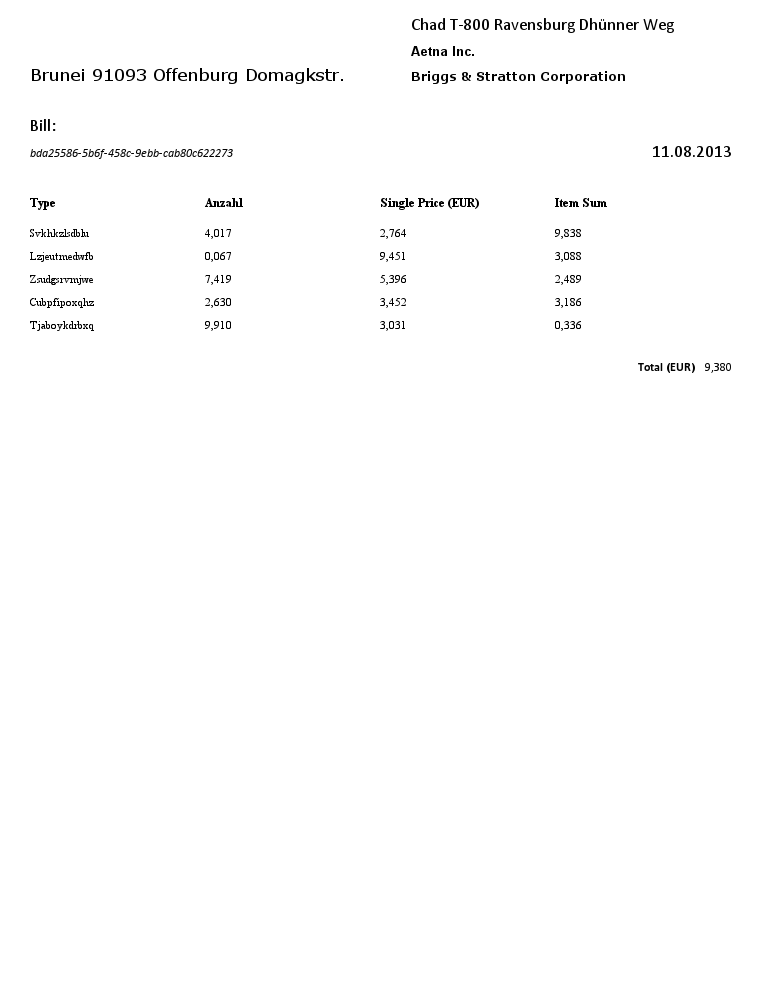 Chad T-800 Ravensburg Dhünner Weg
Aetna Inc.
Brunei 91093 Offenburg Domagkstr.
Briggs & Stratton Corporation
Bill:
bda25586-5b6f-458c-9ebb-cab80c622273
11.08.2013
Type Anzahl Single Price (EUR) Item Sum
Svkhkzlsdblu 4,017 2,764 9,838
Lzjeutmedwfb 0,067 9,451 3,088
Zsudgsrvmjwe 7,419 5,396 2,489
Cubpfipoxqhz 2,630 3,452 3,186
Tjaboykdrbxq 9,910 3,031 0,336
Total (EUR) 9,380